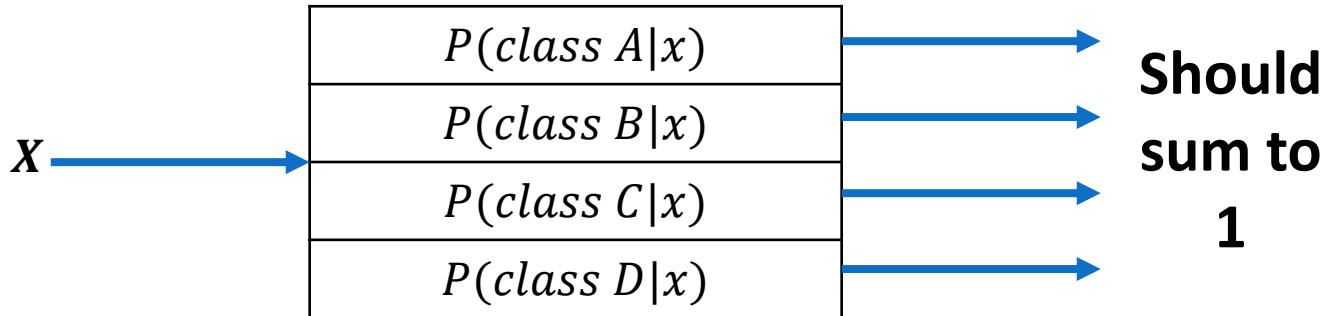 P(class A|x)
P(class B|x)
X
P(class C|x)
P(class D|x)
Should
sum to
1